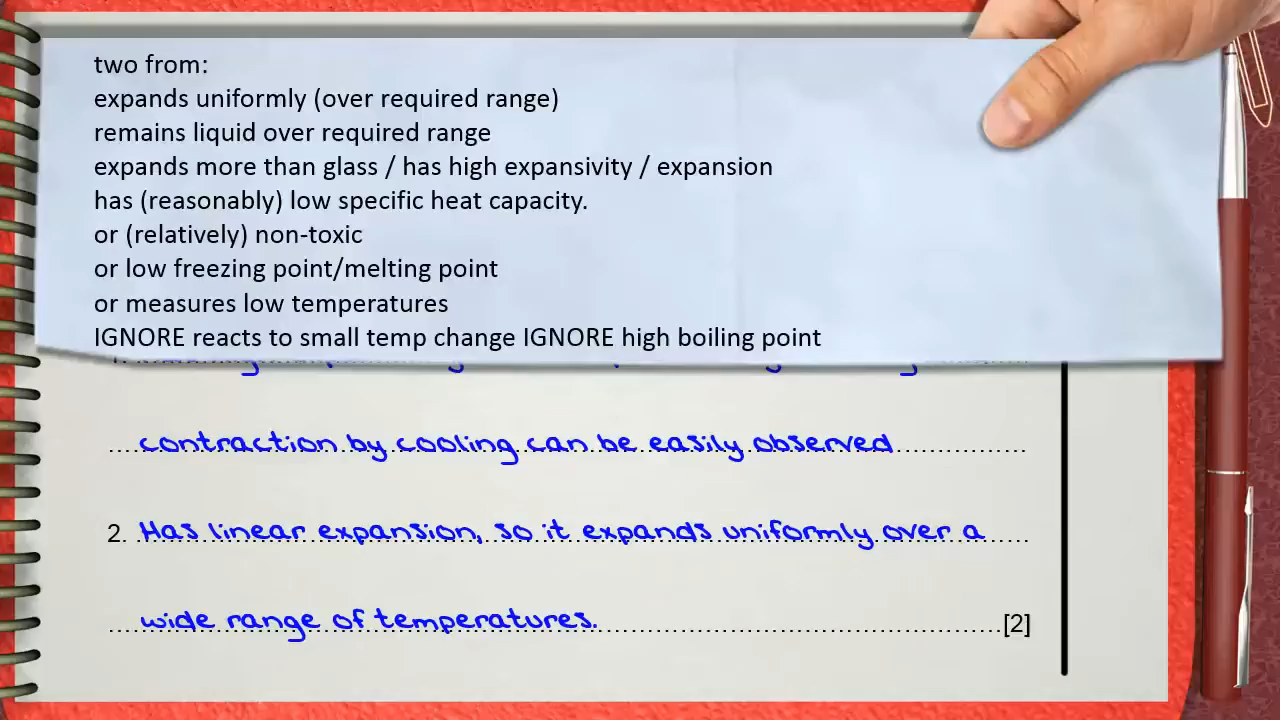 two from:
expands uniformly (over required range)
remains liquid over required range
expands more than glass / has high expansivity / expansion
has (reasonably) low specific heat capacity.
or (relatively) non-toxic
or low freezing point/melting point
or measures low temperatures
IGNORE reacts to small temp change IGNORE high boiling point
contraction by cooling can be easily observed
2. Has linear expansion, so it expands uniformly over a
wide range of temperatures. [2]